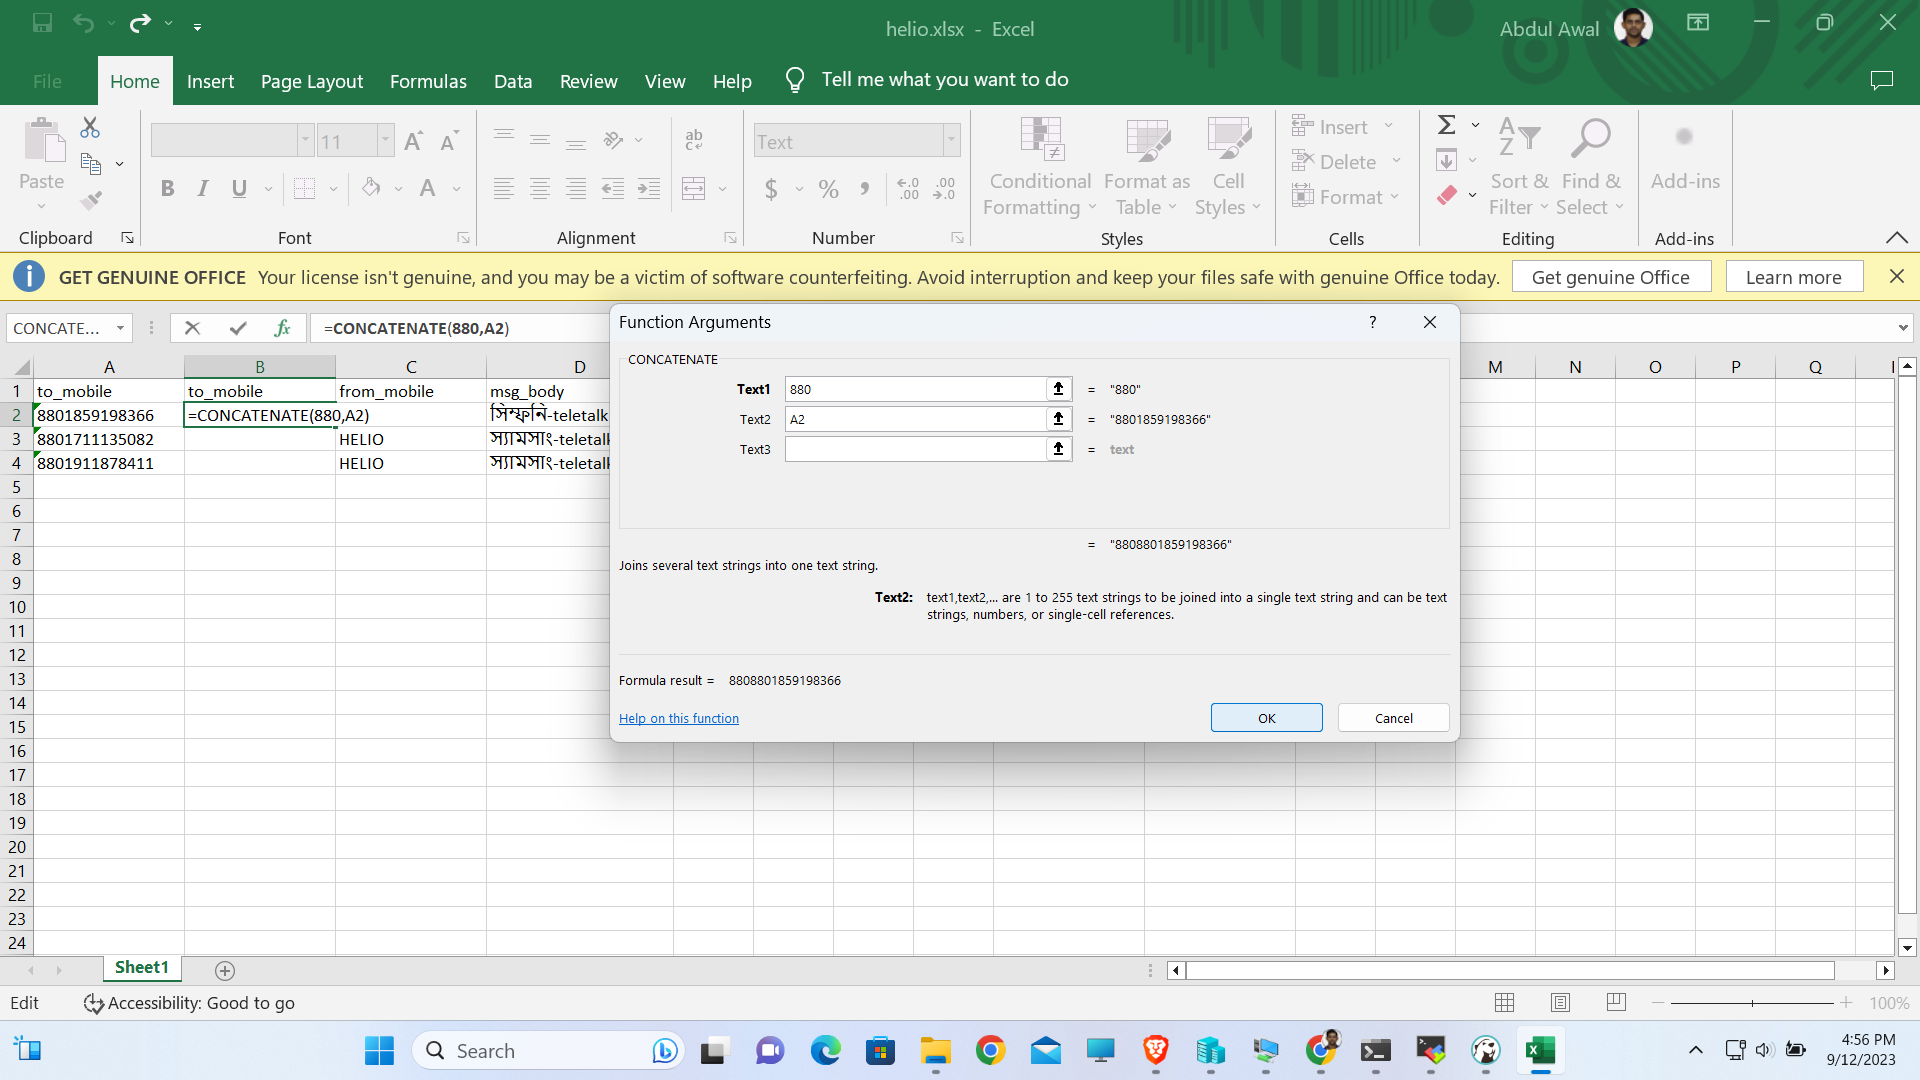 helio.xlsx - Excel
Abdul Awal
File
Home
Insert
Page Layout
Formulas
Data
Review
View
Help
Tell me what you want to do
Paste
Clipboard
11
B I U
Font
ab
Alignment
Text
$ % ,
Number
Conditional Formatting
Format as Table
Cell Styles
Styles
Insert
Delete
Format
Cells
Sort & Filter
Find & Select
Editing
Add-ins
Add-ins
GET GENUINE OFFICE Your license isn't genuine, and you may be a victim of software counterfeiting. Avoid interruption and keep your files safe with genuine Office today.
Get genuine Office
Learn more
CONCATE...
=CONCATENATE(880,A2)
A B C D M N O P Q
1 to_mobile to_mobile from_mobile msg_body
2 8801859198366 =CONCATENATE(880,A2) সিম্ফনি-teletalk
3 8801711135082 HELIO স্যামসাং-teletalk
4 8801911878411 HELIO স্যামসাং-teletalk
5
6
7
8
9
10
11
12
13
14
15
16
17
18
19
20
21
22
23
24
Function Arguments
?
CONCATENATE
Text1 880 = "880"
Text2 A2 = "8801859198366"
Text3 = text
= "8808801859198366"
Joins several text strings into one text string.
Text2: text1,text2,... are 1 to 255 text strings to be joined into a single text string and can be text
strings, numbers, or single-cell references.
Formula result = 8808801859198366
Help on this function
OK
Cancel
Sheet1
Edit
Accessibility: Good to go
100%
Search
4:56 PM
9/12/2023